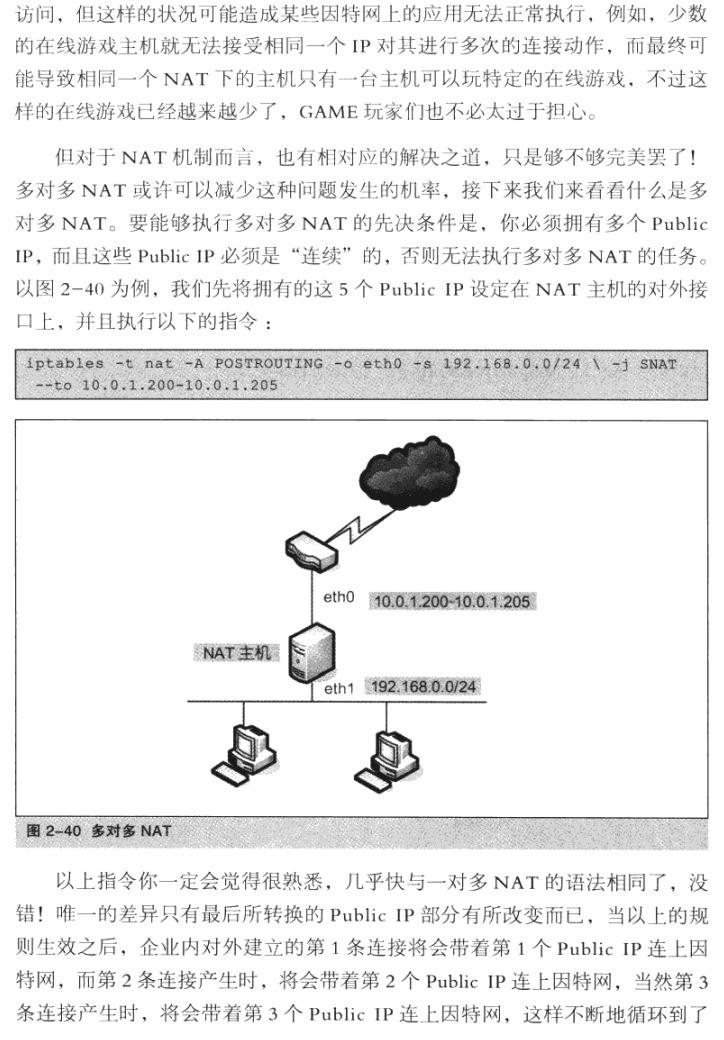 访问，但这样的状况可能造成某些因特网上的应用无法正常执行，例如，少数
的在线游戏主机就无法接受相同一个 IP 对其进行多次的连接动作，而最终可
能导致相同一个 NAT 下的主机只有一台主机可以玩特定的在线游戏，不过这
样的在线游戏已经越来越少了，GAME 玩家们也不必太过于担心。
但对于 NAT 机制而言，也有相对应的解决之道，只是够不够完美罢了！
多对多 NAT 或许可以减少这种问题发生的机率，接下来我们来看看什么是多
对多 NAT。要能够执行多对多 NAT 的先决条件是，你必须拥有多个 Public
IP，而且这些 Public IP 必须是“连续”的，否则无法执行多对多 NAT 的任务。
以图 2-40 为例，我们先将拥有的这 5 个 Public IP 设定在 NAT 主机的对外接
口上，并且执行以下的指令：
iptables -t nat -A POSTROUTING -o eth0 -s 192.168.0.0/24 \ -j SNAT
--to 10.0.1.200-10.0.1.205
eth0 10.0.1.200-10.0.1.205
NAT 主机
eth1 192.168.0.0/24
图 2-40 多对多 NAT
以上指令你一定会觉得很熟悉，几乎快与一对多 NAT 的语法相同了，没
错！唯一的差异只有最后所转换的 Public IP 部分有所改变而已，当以上的规
则生效之后，企业内对外建立的第 1 条连接将会带着第 1 个 Public IP 连上因
特网，而第 2 条连接产生时，将会带着第 2 个 Public IP 连上因特网，当然第 3
条连接产生时，将会带着第 3 个 Public IP 连上因特网，这样不断地循环到了